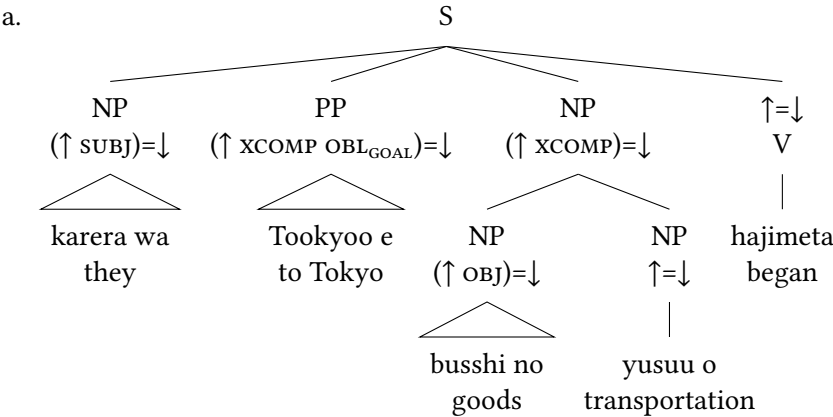 a.
S
NP PP NP ↑=↓
(↑ SUBJ)=↓ (↑ XCOMP OBL_GOAL)=↓ (↑ XCOMP)=↓ V
karera wa Tookyoo e NP NP hajimeta
they to Tokyo (↑ OBJ)=↓ ↑=↓ began
busshi no yusuu o
goods transportation